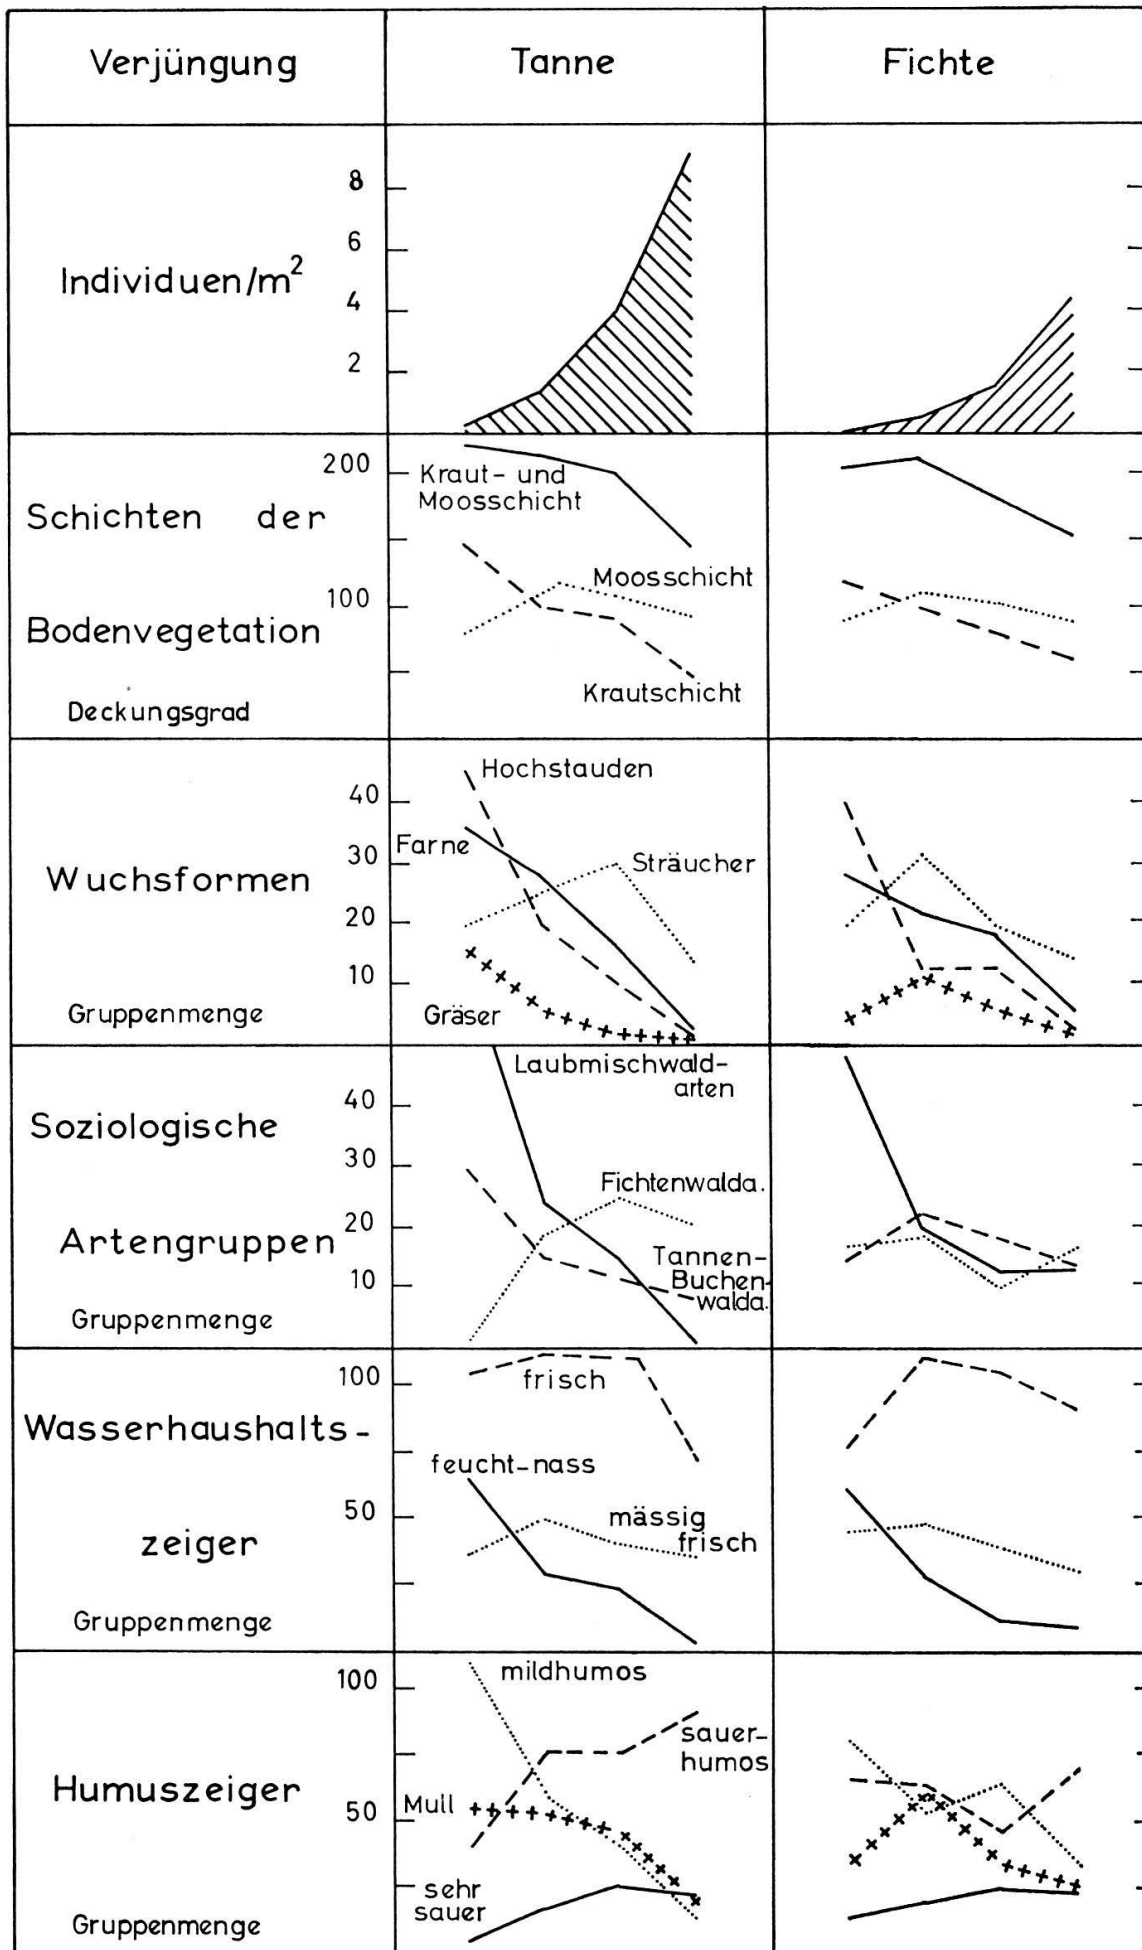 Verjüngung Tanne Fichte
8
6
Individuen/m²
4
2
200
Kraut- und
Moosschicht
Schichten der
Moosschicht
100
Bodenvegetation
Krautschicht
Deckungsgrad
Hochstauden
40
Farne
Wuchsformen 30 Sträucher
20
10
Gruppenmenge Gräser
Laubmischwald-
arten
40
Soziologische
30
Fichtenwalda.
Artengruppen 20
Tannen-
Buchen-
walda.
10
Gruppenmenge
100 frisch
Wasserhaushalts-
feucht-nass
50 mässig
frisch
zeiger
Gruppenmenge
100 mildhumos
sauer-
humos
Humuszeiger
50 Mull
sehr
sauer
Gruppenmenge